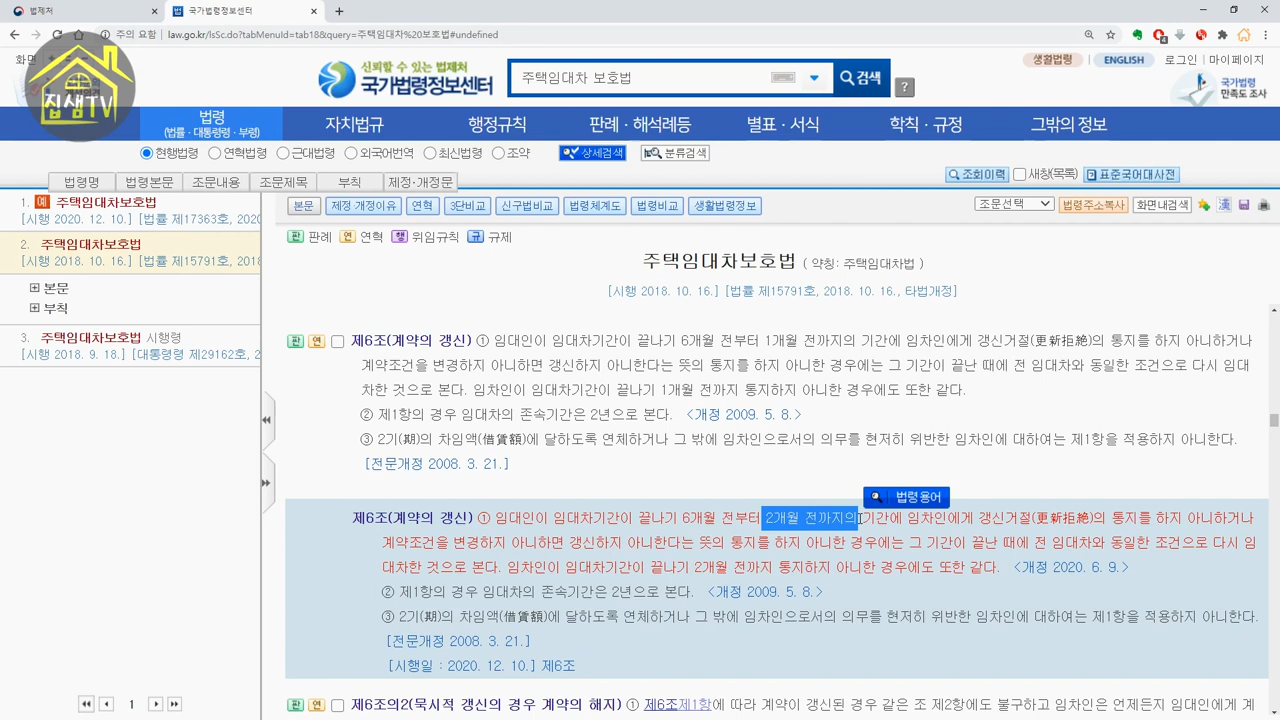 법제처
국가법령정보센터
주의 요함
law.go.kr/lsSc.do?tabMenuId=tab18&query=주택임대차%20보호법#undefined
화면
집샘TV
신뢰할 수 있는 법제처
국가법령정보센터
주택임대차 보호법
검색
?
생활법령
ENGLISH
로그인
마이페이지
국가법령
만족도 조사
법령
(법률·대통령령·부령)
자치법규
행정규칙
판례·해석례등
별표·서식
학칙·규정
그밖의 정보
현행법령
연혁법령
근대법령
외국어번역
최신법령
조약
상세검색
분류검색
법령명
법령본문
조문내용
조문제목
부칙
제정·개정문
조회이력
새창(목록)
표준국어대사전
1. 예 주택임대차보호법
[시행 2020. 12. 10.] [법률 제17363호, 2020
2. 주택임대차보호법
[시행 2018. 10. 16.] [법률 제15791호, 2018
본문
부칙
3. 주택임대차보호법 시행령
[시행 2018. 9. 18.] [대통령령 제29162호, 2
1
본문
제정·개정이유
연혁
3단비교
신구법비교
법령체계도
법령비교
생활법령정보
조문선택
법령주소복사
화면내검색
판 판례 연 연혁 행 위임규칙 규 규제
주택임대차보호법 ( 약칭: 주택임대차법 )
[시행 2018. 10. 16.] [법률 제15791호, 2018. 10. 16., 타법개정]
판 연 제6조(계약의 갱신) ① 임대인이 임대차기간이 끝나기 6개월 전부터 1개월 전까지의 기간에 임차인에게 갱신거절(更新拒絶)의 통지를 하지 아니하거나
계약조건을 변경하지 아니하면 갱신하지 아니한다는 뜻의 통지를 하지 아니한 경우에는 그 기간이 끝난 때에 전 임대차와 동일한 조건으로 다시 임대
차한 것으로 본다. 임차인이 임대차기간이 끝나기 1개월 전까지 통지하지 아니한 경우에도 또한 같다.
② 제1항의 경우 임대차의 존속기간은 2년으로 본다. <개정 2009. 5. 8.>
③ 2기(期)의 차임액(借賃額)에 달하도록 연체하거나 그 밖에 임차인으로서의 의무를 현저히 위반한 임차인에 대하여는 제1항을 적용하지 아니한다.
[전문개정 2008. 3. 21.]
법령용어
제6조(계약의 갱신) ① 임대인이 임대차기간이 끝나기 6개월 전부터 2개월 전까지의 기간에 임차인에게 갱신거절(更新拒絶)의 통지를 하지 아니하거나
계약조건을 변경하지 아니하면 갱신하지 아니한다는 뜻의 통지를 하지 아니한 경우에는 그 기간이 끝난 때에 전 임대차와 동일한 조건으로 다시 임
대차한 것으로 본다. 임차인이 임대차기간이 끝나기 2개월 전까지 통지하지 아니한 경우에도 또한 같다. <개정 2020. 6. 9.>
② 제1항의 경우 임대차의 존속기간은 2년으로 본다. <개정 2009. 5. 8.>
③ 2기(期)의 차임액(借賃額)에 달하도록 연체하거나 그 밖에 임차인으로서의 의무를 현저히 위반한 임차인에 대하여는 제1항을 적용하지 아니한다.
[전문개정 2008. 3. 21.]
[시행일 : 2020. 12. 10.] 제6조
판 연 제6조의2(묵시적 갱신의 경우 계약의 해지) ① 제6조제1항에 따라 계약이 갱신된 경우 같은 조 제2항에도 불구하고 임차인은 언제든지 임대인에게 계